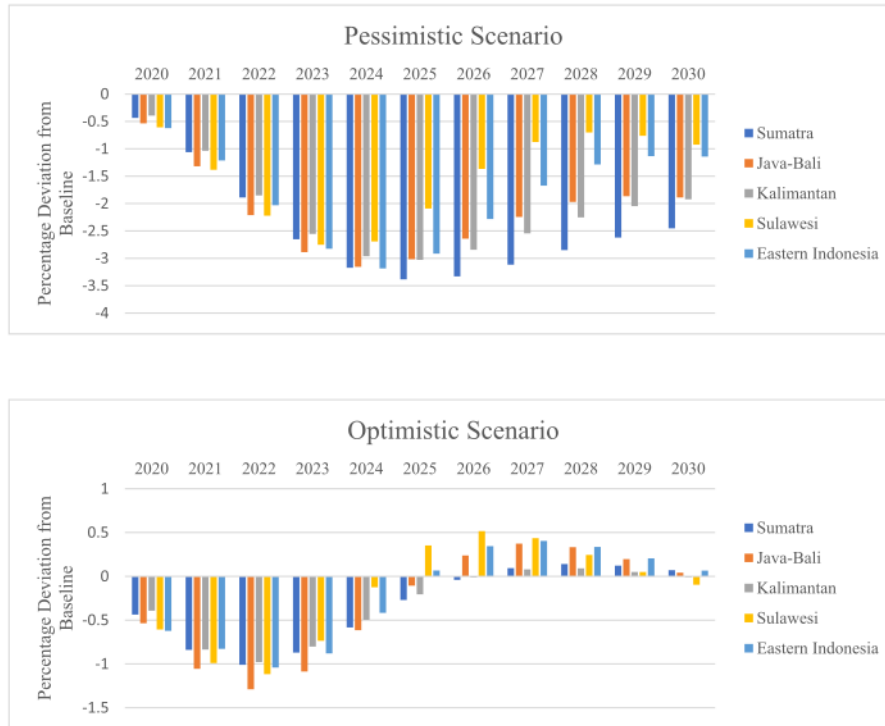 Pessimistic Scenario
2020 2021 2022 2023 2024 2025 2026 2027 2028 2029 2030
0
-0.5
-1
-1.5
-2
-2.5
-3
-3.5
-4
Percentage Deviation from
Baseline
Sumatra
Java-Bali
Kalimantan
Sulawesi
Eastern Indonesia
Optimistic Scenario
2020 2021 2022 2023 2024 2025 2026 2027 2028 2029 2030
1
0.5
0
-0.5
-1
-1.5
Percentage Deviation from
Baseline
Sumatra
Java-Bali
Kalimantan
Sulawesi
Eastern Indonesia